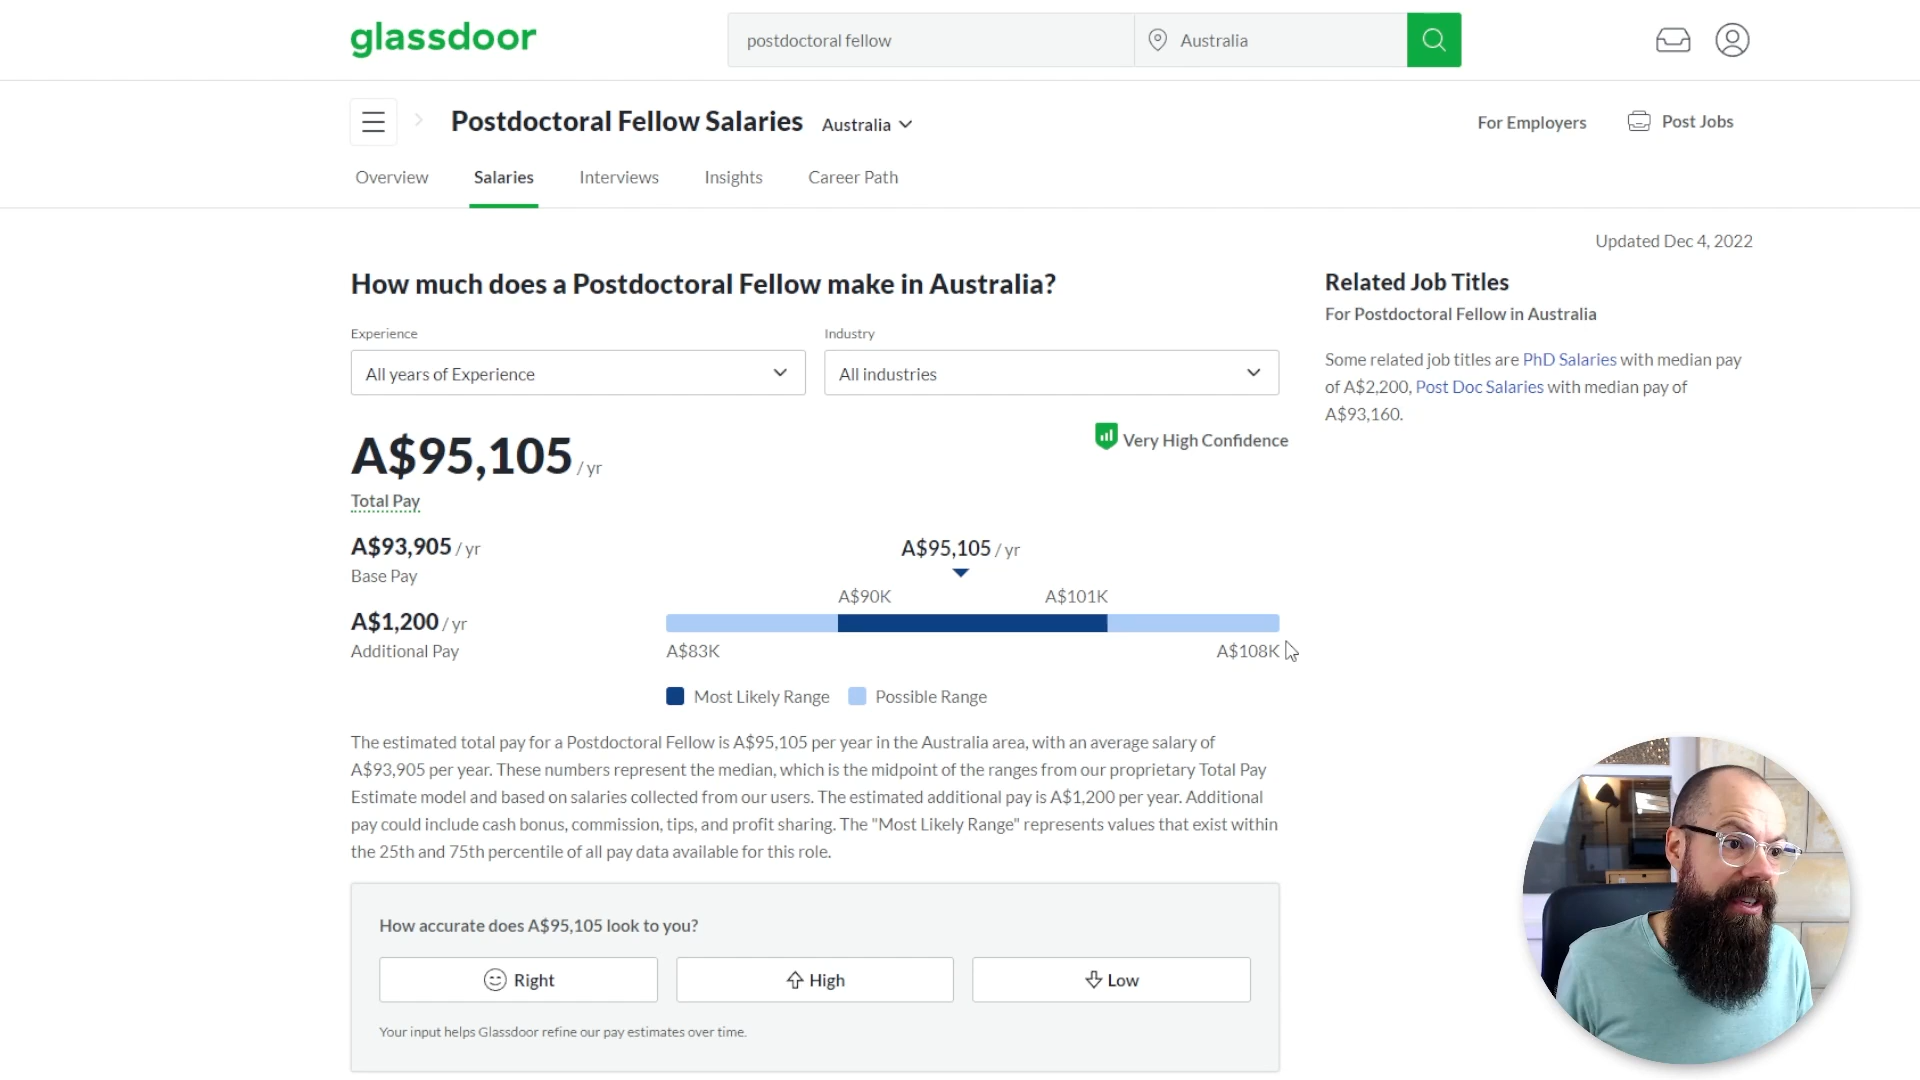 glassdoor
postdoctoral fellow
Australia
Postdoctoral Fellow Salaries
Australia
For Employers
Post Jobs
Overview
Salaries
Interviews
Insights
Career Path
Updated Dec 4, 2022
How much does a Postdoctoral Fellow make in Australia?
Experience
All years of Experience
Industry
All industries
A$95,105 / yr
Total Pay
Very High Confidence
A$93,905 / yr
Base Pay
A$1,200 / yr
Additional Pay
A$95,105 / yr
A$90K
A$101K
A$83K
A$108K
Most Likely Range
Possible Range
The estimated total pay for a Postdoctoral Fellow is A$95,105 per year in the Australia area, with an average salary of
A$93,905 per year. These numbers represent the median, which is the midpoint of the ranges from our proprietary Total Pay
Estimate model and based on salaries collected from our users. The estimated additional pay is A$1,200 per year. Additional
pay could include cash bonus, commission, tips, and profit sharing. The "Most Likely Range" represents values that exist within
the 25th and 75th percentile of all pay data available for this role.
How accurate does A$95,105 look to you?
Right
High
Low
Your input helps Glassdoor refine our pay estimates over time.
Related Job Titles
For Postdoctoral Fellow in Australia
Some related job titles are PhD Salaries with median pay
of A$2,200, Post Doc Salaries with median pay of
A$93,160.